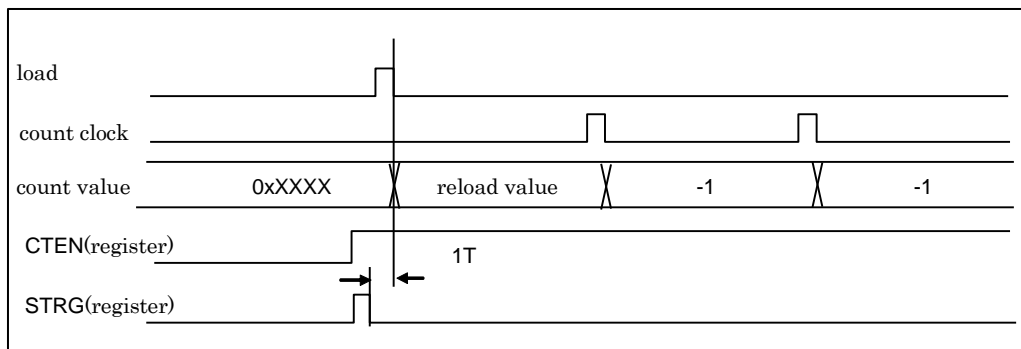 load
count clock
count value 0xXXXX reload value -1 -1
CTEN(register)
1T
STRG(register)